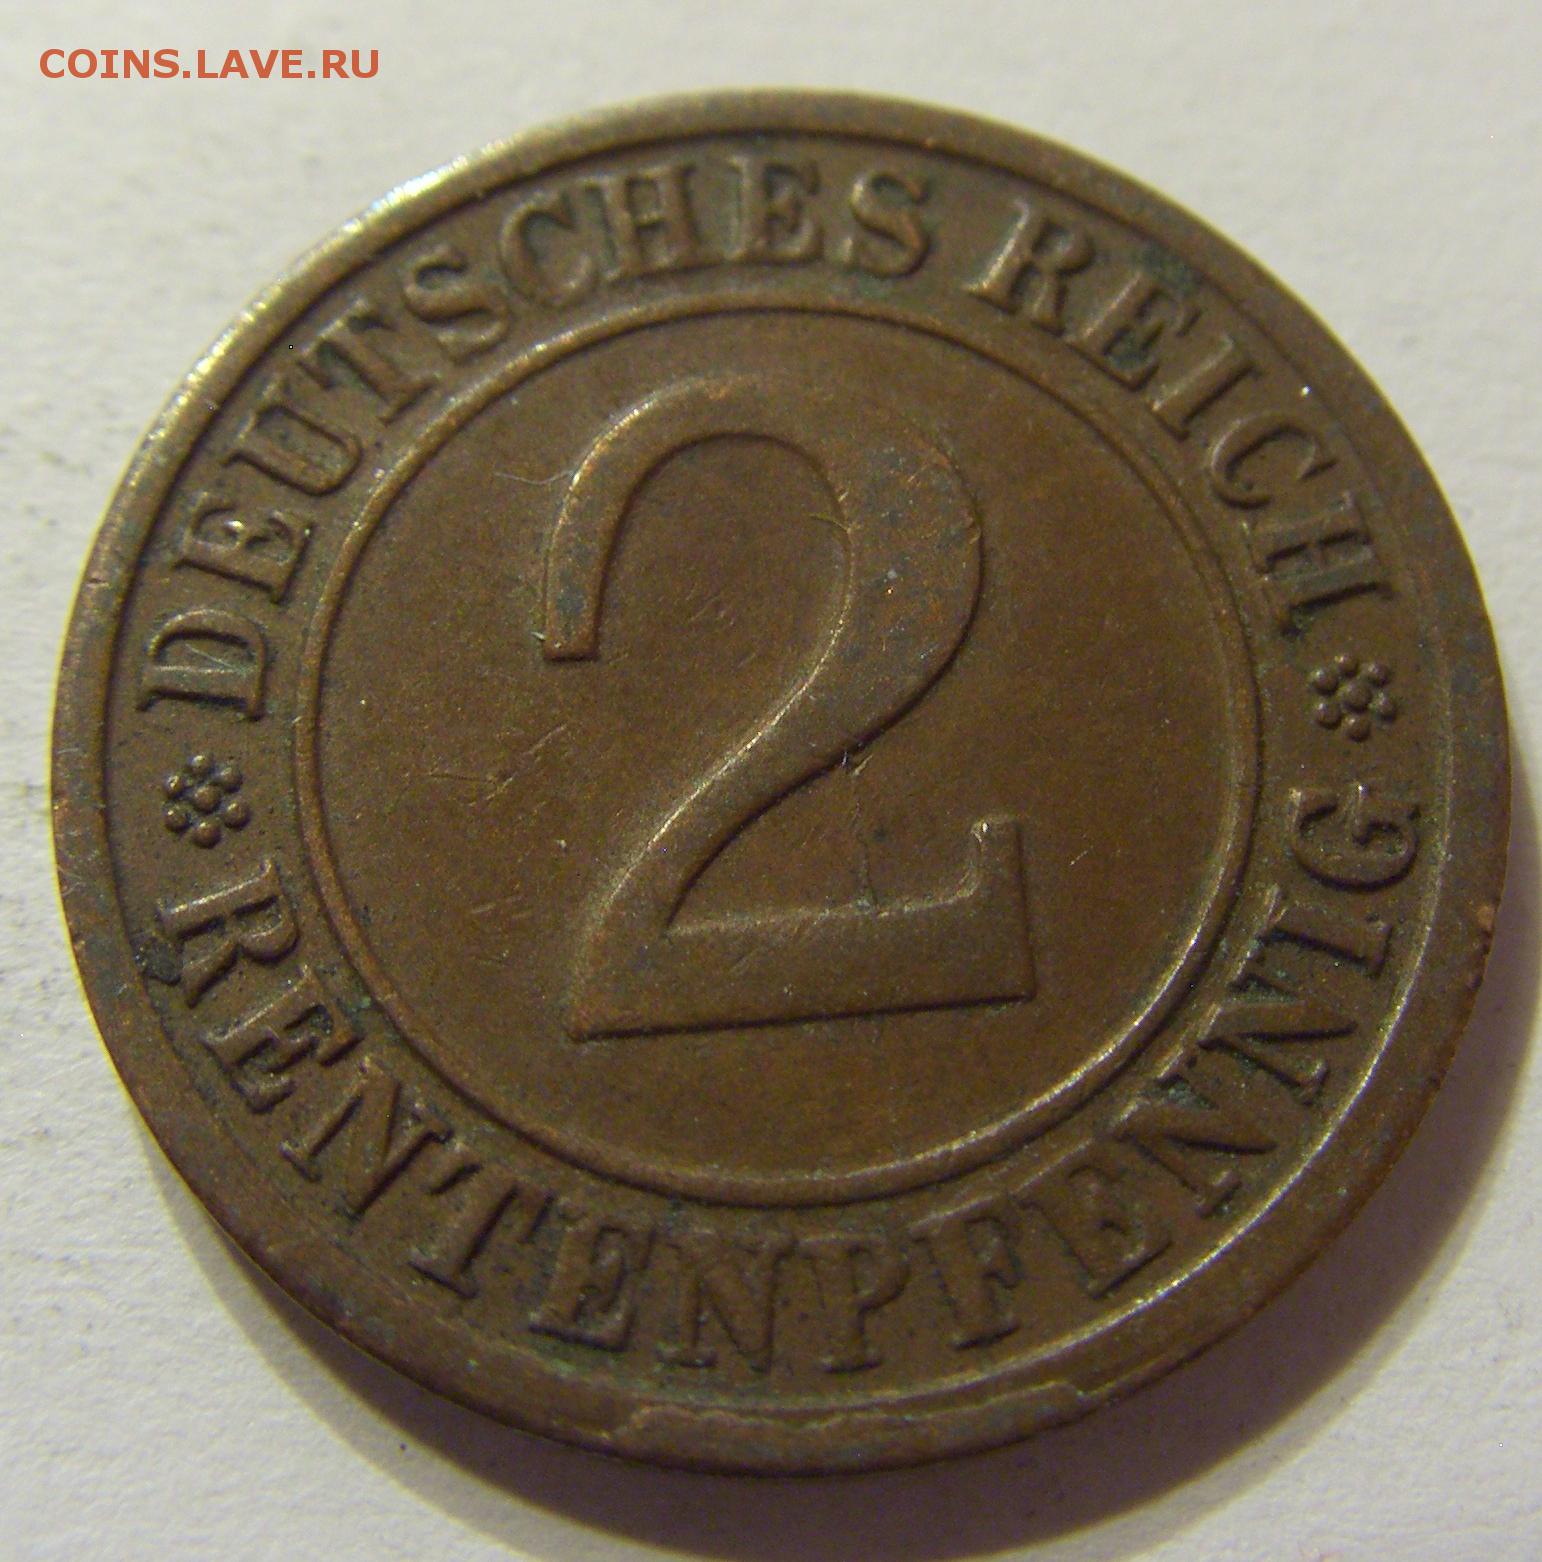 COINS.LAVE.RU
DEUTSCHES REICH
2
RENTENPFENNIG